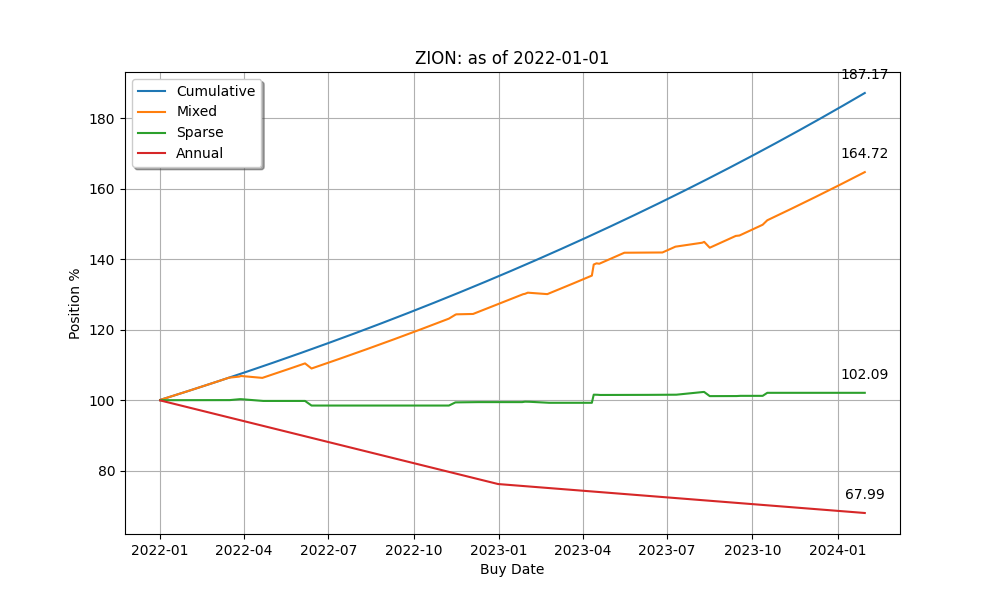 ZION: as of 2022-01-01
187.17
Cumulative
Mixed
Sparse
Annual
180
164.72
160
140
120
102.09
100
80
67.99
Position %
2022-01 2022-04 2022-07 2022-10 2023-01 2023-04 2023-07 2023-10 2024-01
Buy Date